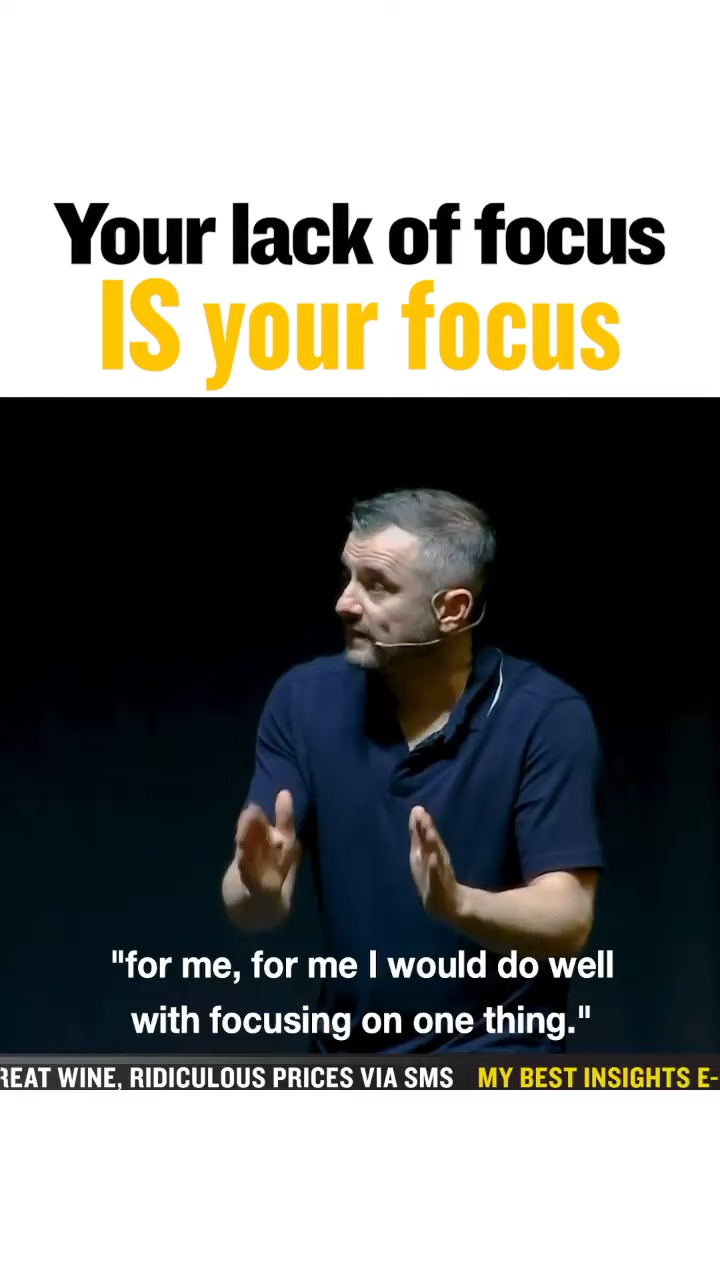 Your lack of focus
IS your focus
"for me, for me I would do well
with focusing on one thing."
REAT WINE, RIDICULOUS PRICES VIA SMS MY BEST INSIGHTS E-